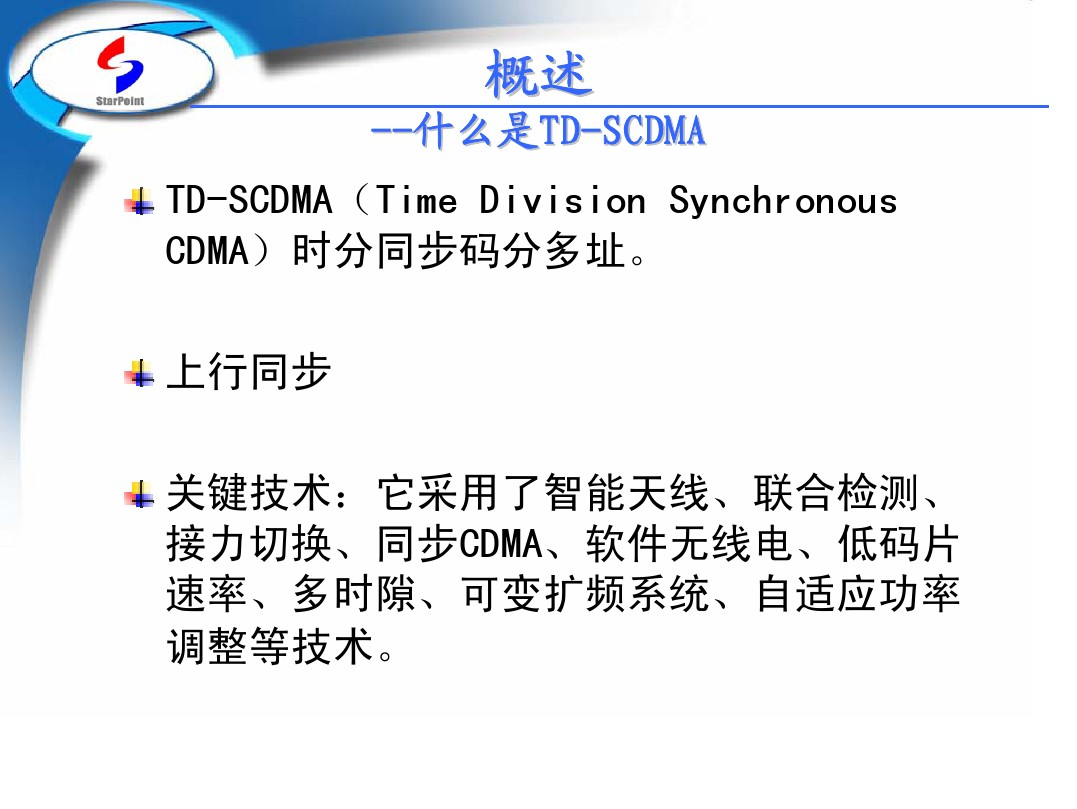 StarPoint
概述
--什么是TD-SCDMA
TD-SCDMA（Time Division Synchronous
CDMA）时分同步码分多址。
上行同步
关键技术：它采用了智能天线、联合检测、
接力切换、同步CDMA、软件无线电、低码片
速率、多时隙、可变扩频系统、自适应功率
调整等技术。